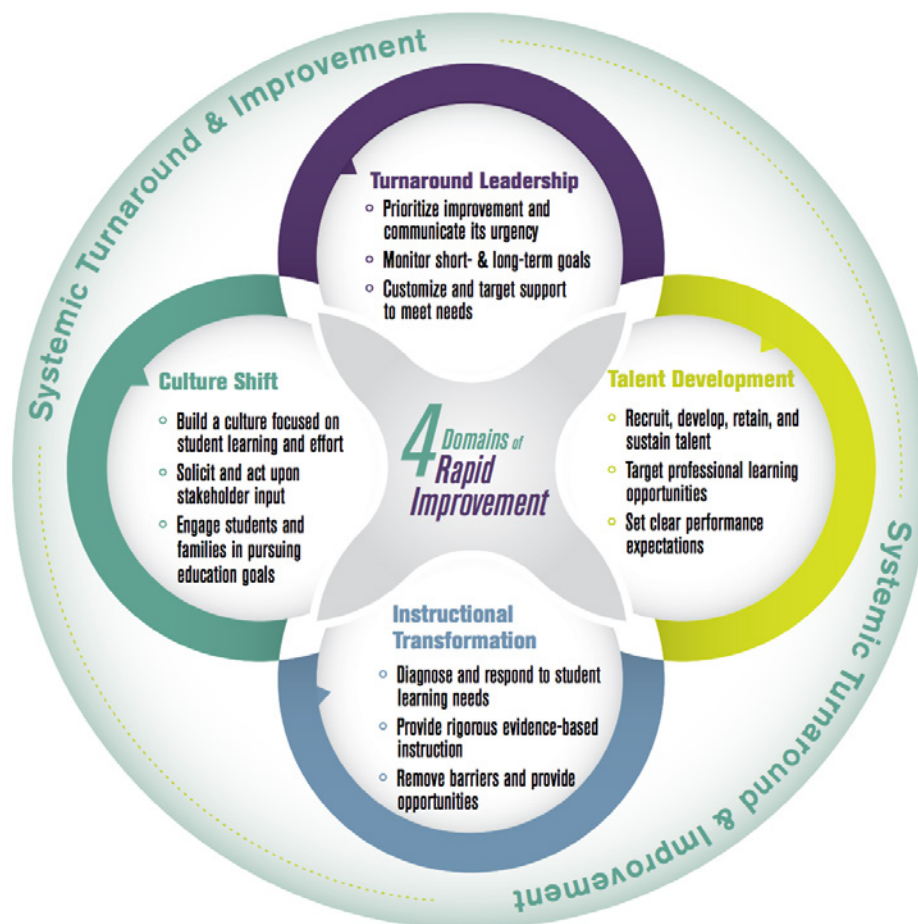 Systemic Turnaround & Improvement
Turnaround Leadership
Prioritize improvement and
communicate its urgency
Monitor short- & long-term goals
Customize and target support
to meet needs
Culture Shift
Build a culture focused on
student learning and effort
Solicit and act upon
stakeholder input
Engage students and
families in pursuing
education goals
4 Domains of
Rapid
Improvement
Talent Development
Recruit, develop, retain, and
sustain talent
Target professional learning
opportunities
Set clear performance
expectations
Instructional
Transformation
Diagnose and respond to student
learning needs
Provide rigorous evidence-based
instruction
Remove barriers and provide
opportunities
Systemic Turnaround & Improvement